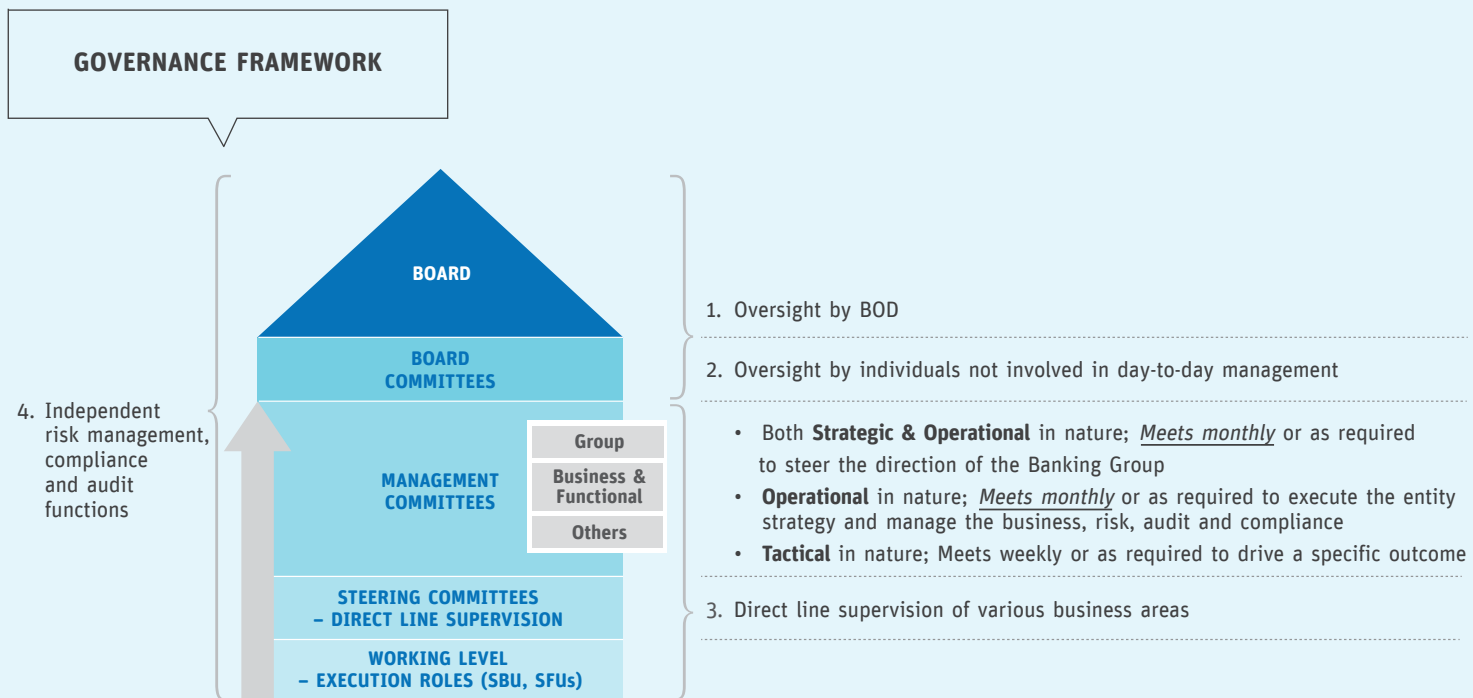 GOVERNANCE FRAMEWORK
BOARD
BOARD
COMMITTEES
MANAGEMENT
COMMITTEES
Group
Business &
Functional
Others
STEERING COMMITTEES
– DIRECT LINE SUPERVISION
WORKING LEVEL
– EXECUTION ROLES (SBU, SFUs)
4. Independent
risk management,
compliance
and audit
functions
1. Oversight by BOD
2. Oversight by individuals not involved in day-to-day management
• Both Strategic & Operational in nature; Meets monthly or as required
to steer the direction of the Banking Group
• Operational in nature; Meets monthly or as required to execute the entity
strategy and manage the business, risk, audit and compliance
• Tactical in nature; Meets weekly or as required to drive a specific outcome
3. Direct line supervision of various business areas